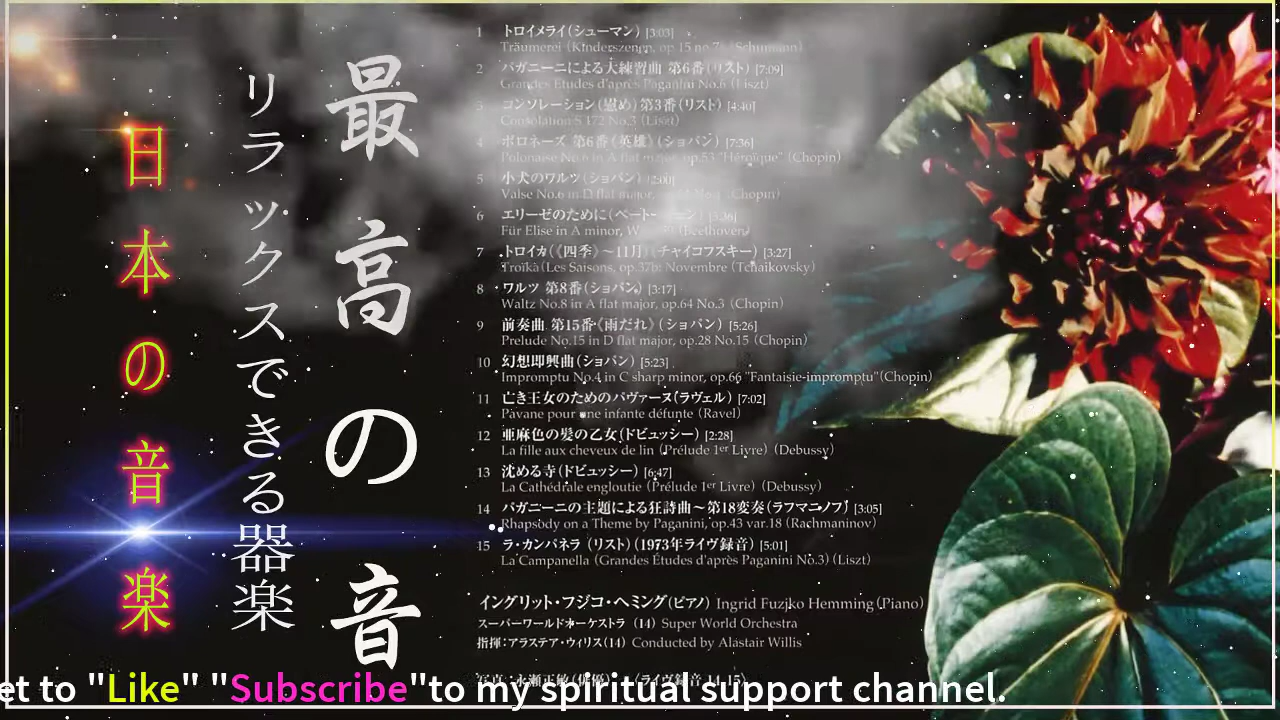 最高の音
リラックスできる器楽
日本の音楽
1 トロイメライ(シューマン) [3:03]
Träumerei (Kinderszenen, op.15 no.7) (Schumann)
2 パガニーニによる大練習曲 第6番(リスト) [7:09]
Grandes Études d'après Paganini No.6 (Liszt)
3 コンソレーション(慰め) 第3番(リスト) [4:40]
Consolation S.172 No.3 (Liszt)
4 ポロネーズ 第6番《英雄》(ショパン) [7:36]
Polonaise No.6 in A flat major, op.53 "Héroïque" (Chopin)
5 小犬のワルツ(ショパン) [2:00]
Valse No.6 in D flat major, (Chopin)
6 エリーゼのために(ベートーヴェン) [3:36]
Für Elise in A minor, (Beethoven)
7 トロイカ(《四季》〜11月)(チャイコフスキー) [3:27]
Troika (Les Saisons, op.37b: Novembre (Tchaikovsky)
8 ワルツ 第8番(ショパン) [3:17]
Waltz No.8 in A flat major, op.64 No.3 (Chopin)
9 前奏曲 第15番《雨だれ》(ショパン) [5:26]
Prelude No.15 in D flat major, op.28 No.15 (Chopin)
10 幻想即興曲(ショパン) [5:23]
Impromptu No.4 in C sharp minor, op.66 "Fantaisie-impromptu"(Chopin)
11 亡き王女のためのパヴァーヌ(ラヴェル) [7:02]
Pavane pour une infante défunte (Ravel)
12 亜麻色の髪の乙女(ドビュッシー) [2:28]
La fille aux cheveux de lin (Prélude 1er Livre) (Debussy)
13 沈める寺(ドビュッシー) [6:47]
La Cathédrale engloutie (Prélude 1er Livre) (Debussy)
14 パガニーニの主題による狂詩曲〜第18変奏(ラフマニノフ) [3:05]
Rhapsody on a Theme by Paganini, op.43 var.18 (Rachmaninov)
15 ラ・カンパネラ (リスト) (1973年ライヴ録音) [5:01]
La Campanella (Grandes Études d'après Paganini No.3) (Liszt)
イングリット・フジコ・ヘミング(ピアノ) Ingrid Fuzjko Hemming (Piano)
スーパーワールドオーケストラ (14) Super World Orchestra
指揮:アラステア・ウィリス(14) Conducted by Alastair Willis
写真:永瀬正敏(俳優) (ライヴ録音 14, 15)
et to "Like" "Subscribe"to my spiritual support channel.